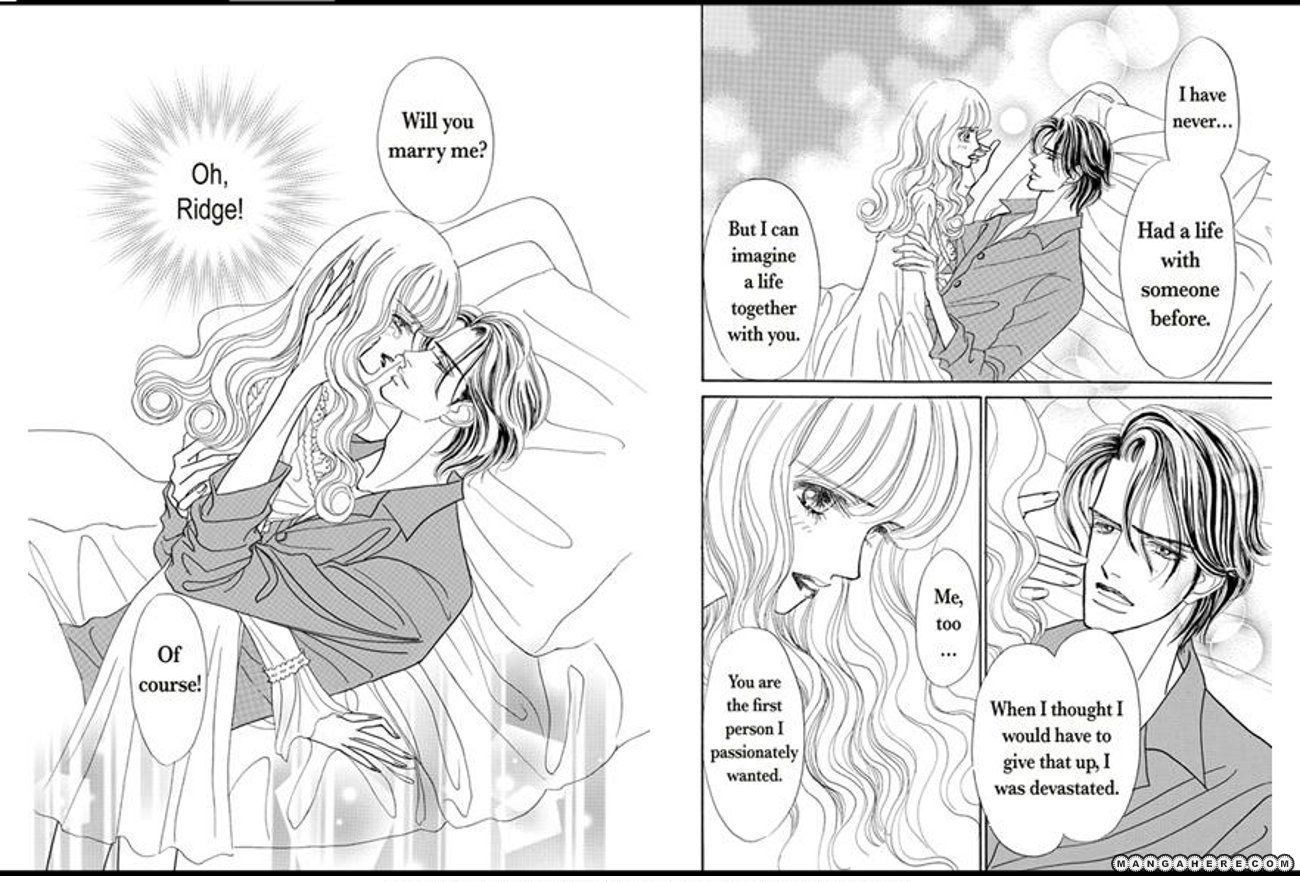 I have
never...
Had a life
with
someone
before.
But I can
imagine
a life
together
with you.
When I thought I
would have to
give that up, I
was devastated.
Me,
too
...
You are
the first
person I
passionately
wanted.
Will you
marry me?
Oh,
Ridge!
Of
course!
MANGAHERE.COM